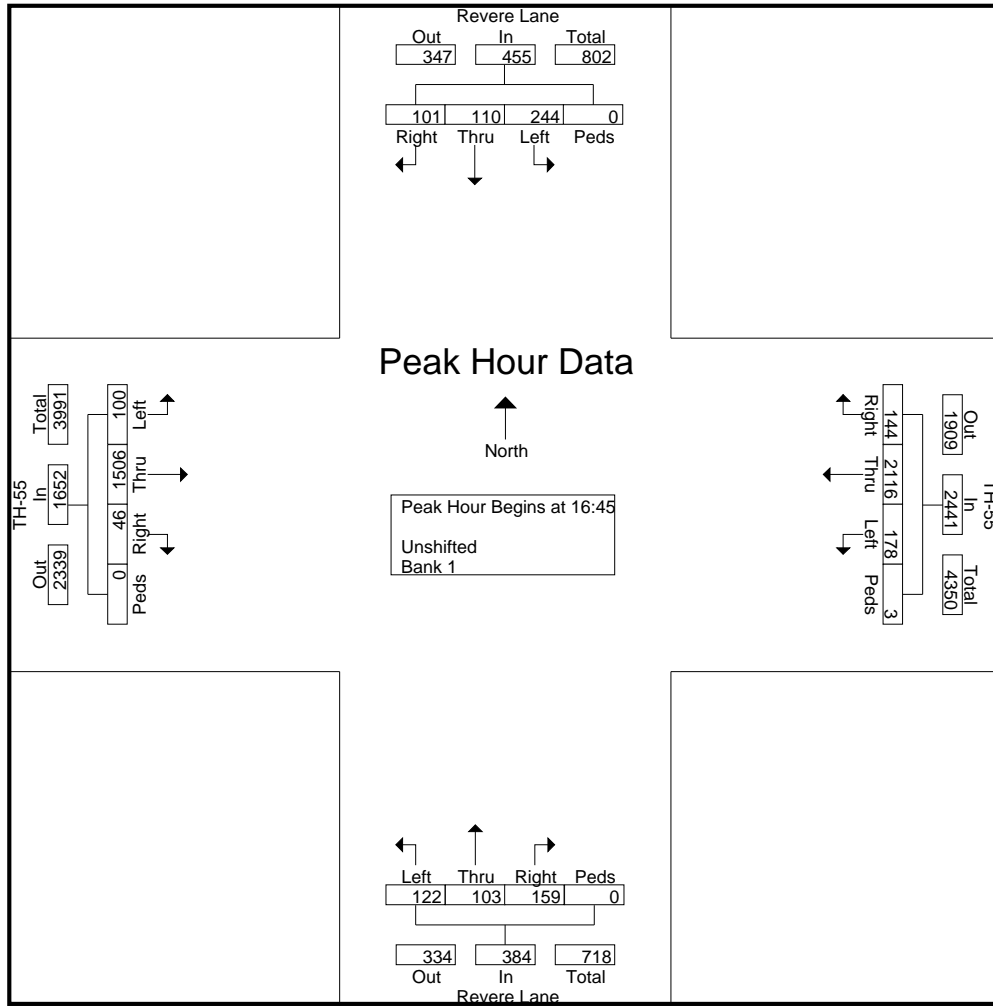 Revere Lane
Out In Total
347 455 802
101 110 244 0
Right Thru Left Peds
Peak Hour Data
North
Peak Hour Begins at 16:45
Unshifted
Bank 1
TH-55
Total In Out
3991 1652 2339
100 1506 46 0
Left Thru Right Peds
TH-55
Out In Total
1909 2441 4350
144 2116 178 3
Right Thru Left Peds
Left Thru Right Peds
122 103 159 0
334 384 718
Out In Total
Revere Lane